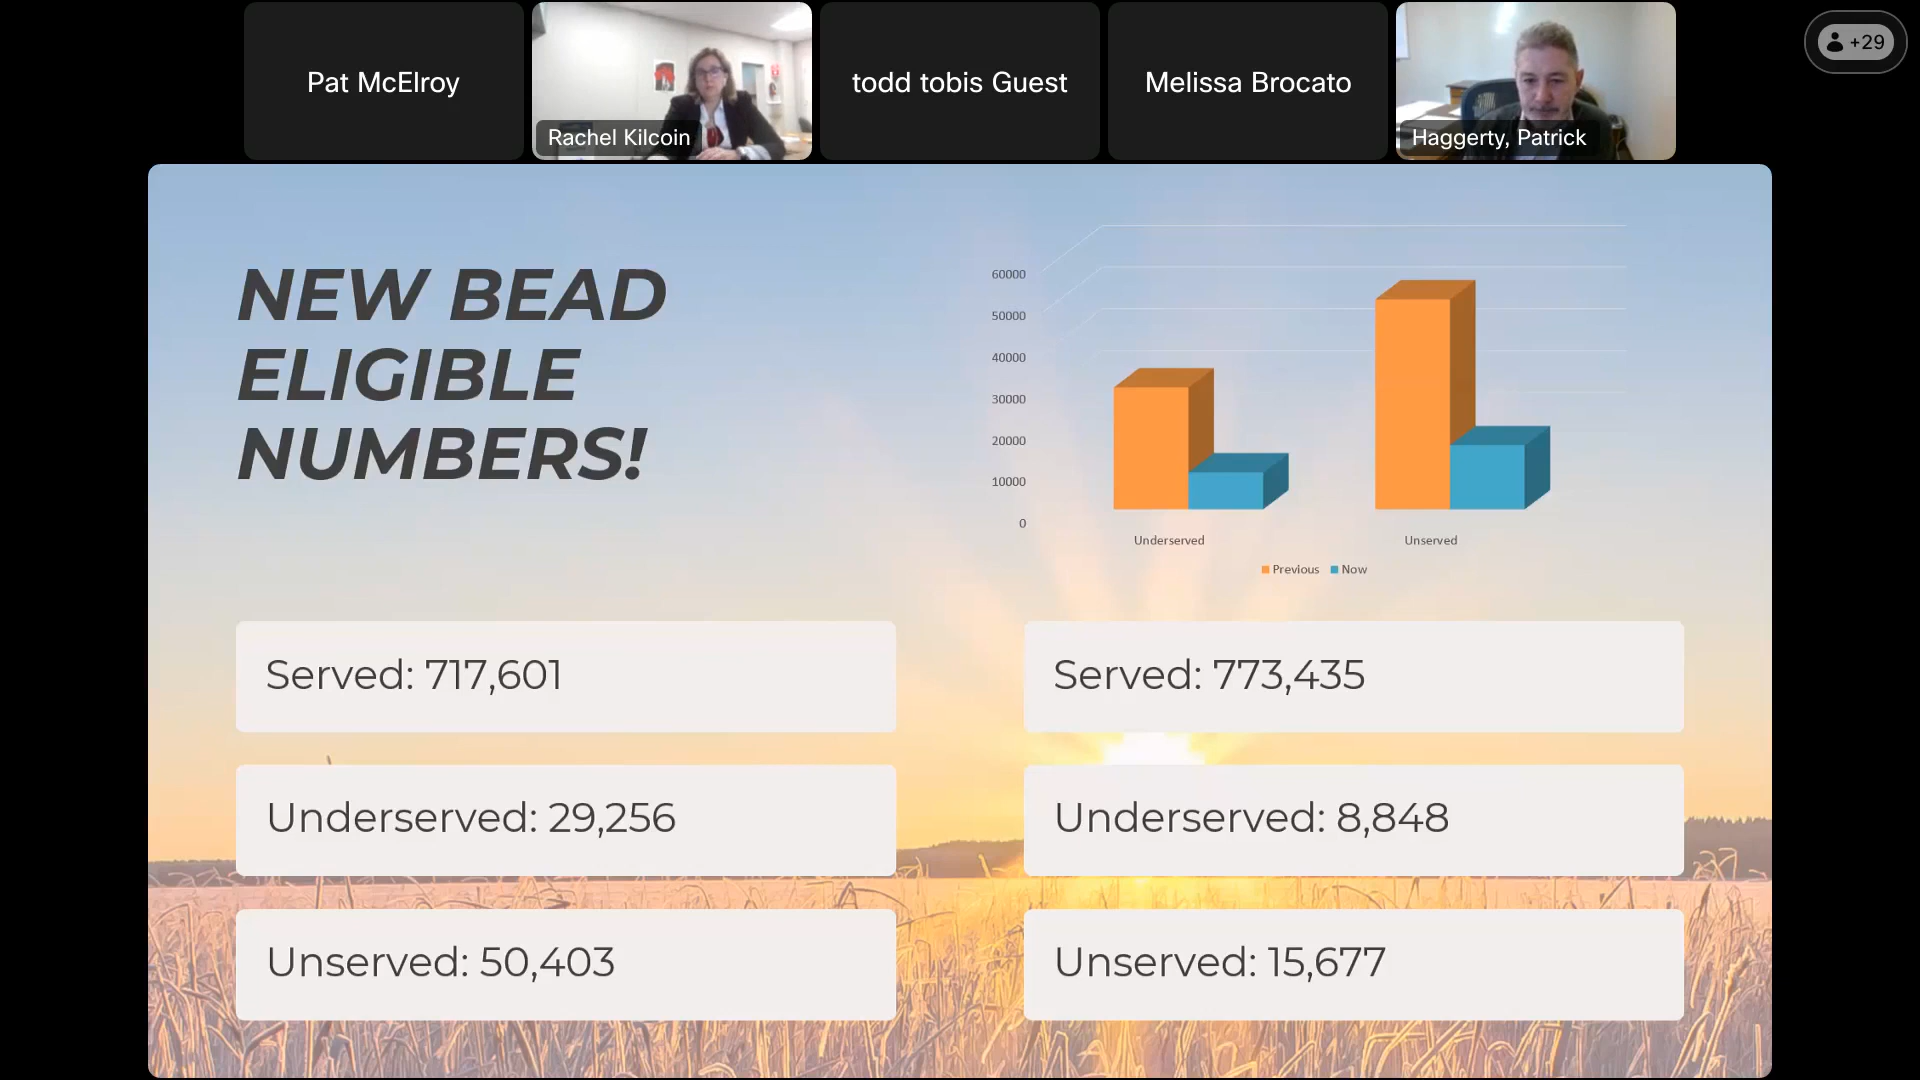 Pat McElroy
Rachel Kilcoin
todd tobis Guest
Melissa Brocato
Haggerty, Patrick
+29
NEW BEAD
ELIGIBLE
NUMBERS!
60000
50000
40000
30000
20000
10000
0
Underserved
Unserved
Previous
Now
Served: 717,601
Served: 773,435
Underserved: 29,256
Underserved: 8,848
Unserved: 50,403
Unserved: 15,677